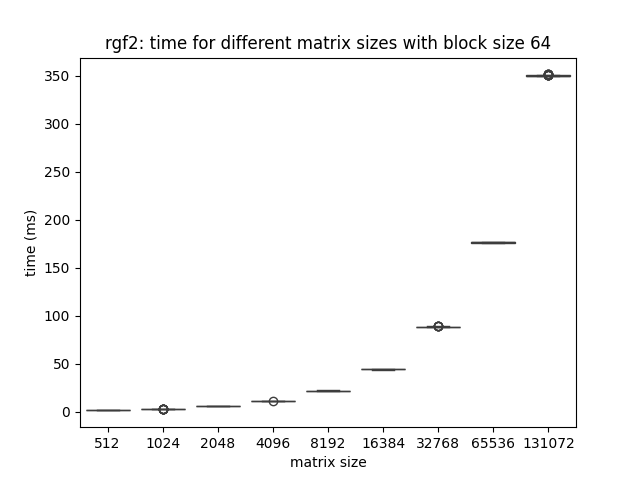 rgf2: time for different matrix sizes with block size 64
350
300
250
200
150
100
50
0
time (ms)
512 1024 2048 4096 8192 16384 32768 65536 131072
matrix size